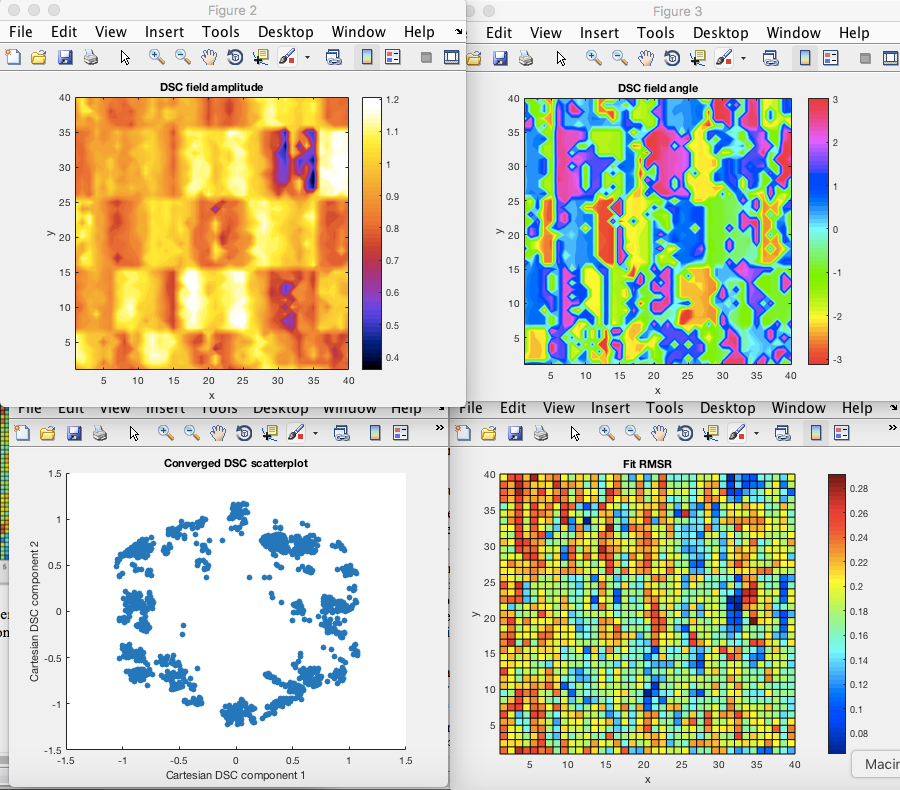 Figure 2
File Edit View Insert Tools Desktop Window Help
DSC field amplitude
40
35
30
25
20
15
10
5
y
5 10 15 20 25 30 35 40
x
1.2
1.1
1
0.9
0.8
0.7
0.6
0.5
0.4
Figure 3
Edit View Insert Tools Desktop Window Help
DSC field angle
40
35
30
25
20
15
10
5
y
5 10 15 20 25 30 35 40
x
3
2
1
0
-1
-2
-3
File Edit View Insert Tools Desktop Window Help
Converged DSC scatterplot
1.5
1
0.5
0
-0.5
-1
-1.5
Cartesian DSC component 2
-1.5 -1 -0.5 0 0.5 1 1.5
Cartesian DSC component 1
File Edit View Insert Tools Desktop Window Help
Fit RMSR
40
35
30
25
20
15
10
5
y
5 10 15 20 25 30 35 40
x
0.28
0.26
0.24
0.22
0.2
0.18
0.16
0.14
0.12
0.1
0.08
Macin